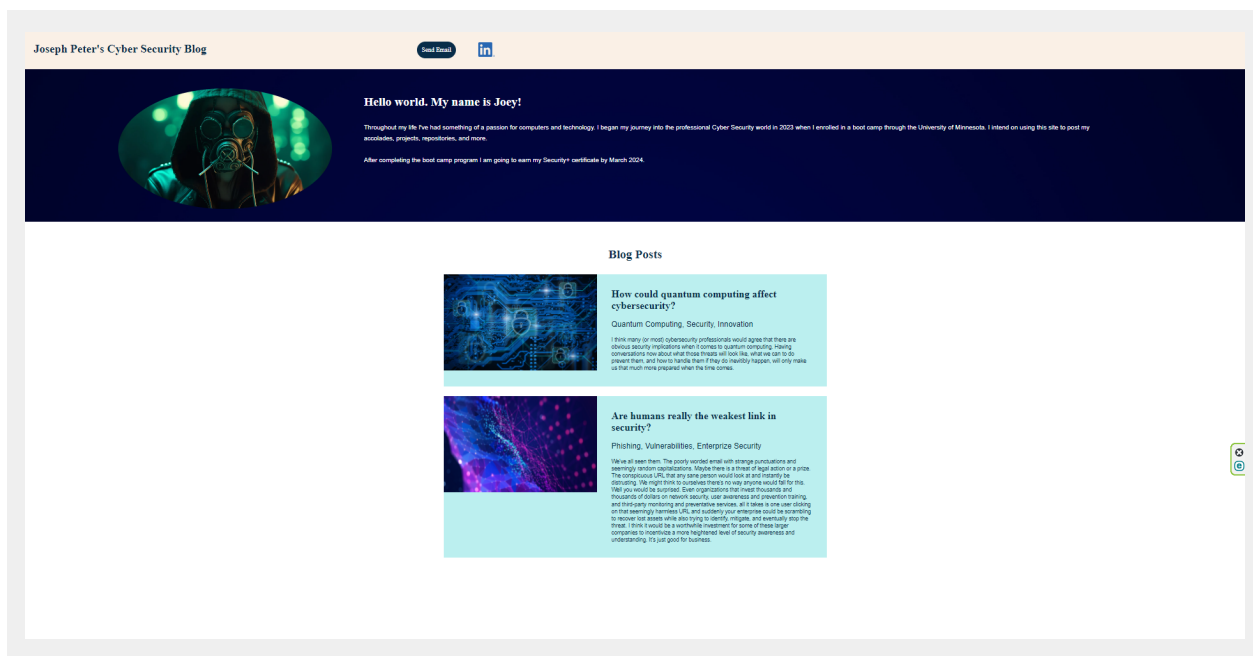 Joseph Peter's Cyber Security Blog
Send Email
in
Hello world. My name is Joey!
Throughout my life I've had something of a passion for computers and technology. I began my journey into the professional Cyber Security world in 2023 when I enrolled in a boot camp through the University of Minnesota. I intend on using this site to post my
accolades, projects, repositories, and more.
After completing the boot camp program I am going to earn my Security+ certificate by March 2024.
Blog Posts
How could quantum computing affect
cybersecurity?
Quantum Computing, Security, Innovation
I think many (or most) cybersecurity professionals would agree that there are
obvious security implications when it comes to quantum computing. Having
conversations now about what those threats will look like, what we can to do
prevent them, and how to handle them if they do inevitibly happen, will only make
us that much more prepared when the time comes.
Are humans really the weakest link in
security?
Phishing, Vulnerabilities, Enterprize Security
We've all seen them. The poorly worded email with strange punctuations and
seemingly random capitalizations. Maybe there is a threat of legal action or a prize.
The conspicuous URL that any sane person would look at and instantly be
distrusting. We might think to ourselves there's no way anyone would fall for this.
Well you would be surprised. Even organizations that invest thousands and
thousands of dollars on network security, user awareness and prevention training,
and third-party monitoring and preventative services, all it takes is one user clicking
on that seemingly harmless URL and suddenly your enterprise could be scrambling
to recover lost assets while also trying to identify, mitigate, and eventually stop the
threat. I think it would be a worthwhile investment for some of these larger
companies to incentivize a more heightened level of security awareness and
understanding. It's just good for business.